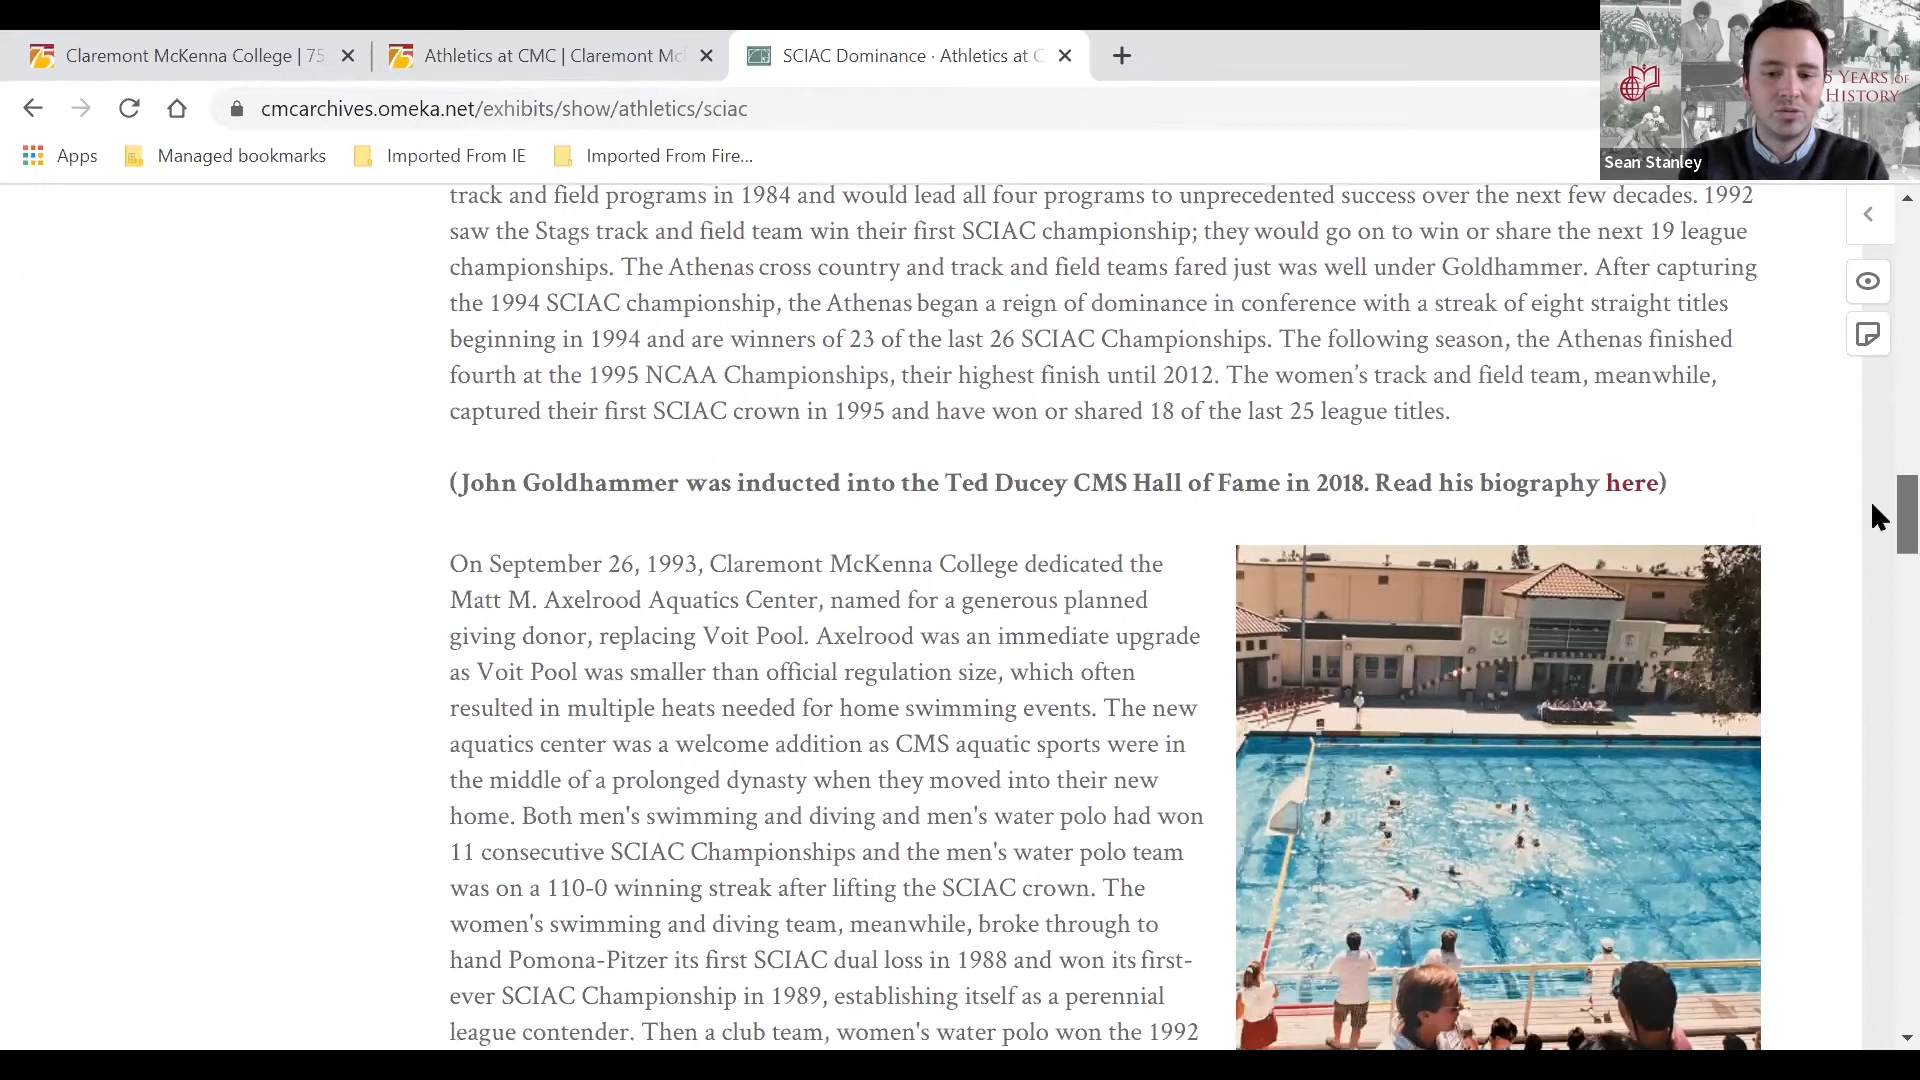 Claremont McKenna College | 75
Athletics at CMC | Claremont Mc
SCIAC Dominance · Athletics at C
cmcarchives.omeka.net/exhibits/show/athletics/sciac
Apps
Managed bookmarks
Imported From IE
Imported From Fire...
5 YEARS OF
HISTORY
Sean Stanley
track and field programs in 1984 and would lead all four programs to unprecedented success over the next few decades. 1992
saw the Stags track and field team win their first SCIAC championship; they would go on to win or share the next 19 league
championships. The Athenas cross country and track and field teams fared just was well under Goldhammer. After capturing
the 1994 SCIAC championship, the Athenas began a reign of dominance in conference with a streak of eight straight titles
beginning in 1994 and are winners of 23 of the last 26 SCIAC Championships. The following season, the Athenas finished
fourth at the 1995 NCAA Championships, their highest finish until 2012. The women’s track and field team, meanwhile,
captured their first SCIAC crown in 1995 and have won or shared 18 of the last 25 league titles.
(John Goldhammer was inducted into the Ted Ducey CMS Hall of Fame in 2018. Read his biography here)
On September 26, 1993, Claremont McKenna College dedicated the
Matt M. Axelrood Aquatics Center, named for a generous planned
giving donor, replacing Voit Pool. Axelrood was an immediate upgrade
as Voit Pool was smaller than official regulation size, which often
resulted in multiple heats needed for home swimming events. The new
aquatics center was a welcome addition as CMS aquatic sports were in
the middle of a prolonged dynasty when they moved into their new
home. Both men's swimming and diving and men's water polo had won
11 consecutive SCIAC Championships and the men's water polo team
was on a 110-0 winning streak after lifting the SCIAC crown. The
women's swimming and diving team, meanwhile, broke through to
hand Pomona-Pitzer its first SCIAC dual loss in 1988 and won its first-
ever SCIAC Championship in 1989, establishing itself as a perennial
league contender. Then a club team, women's water polo won the 1992